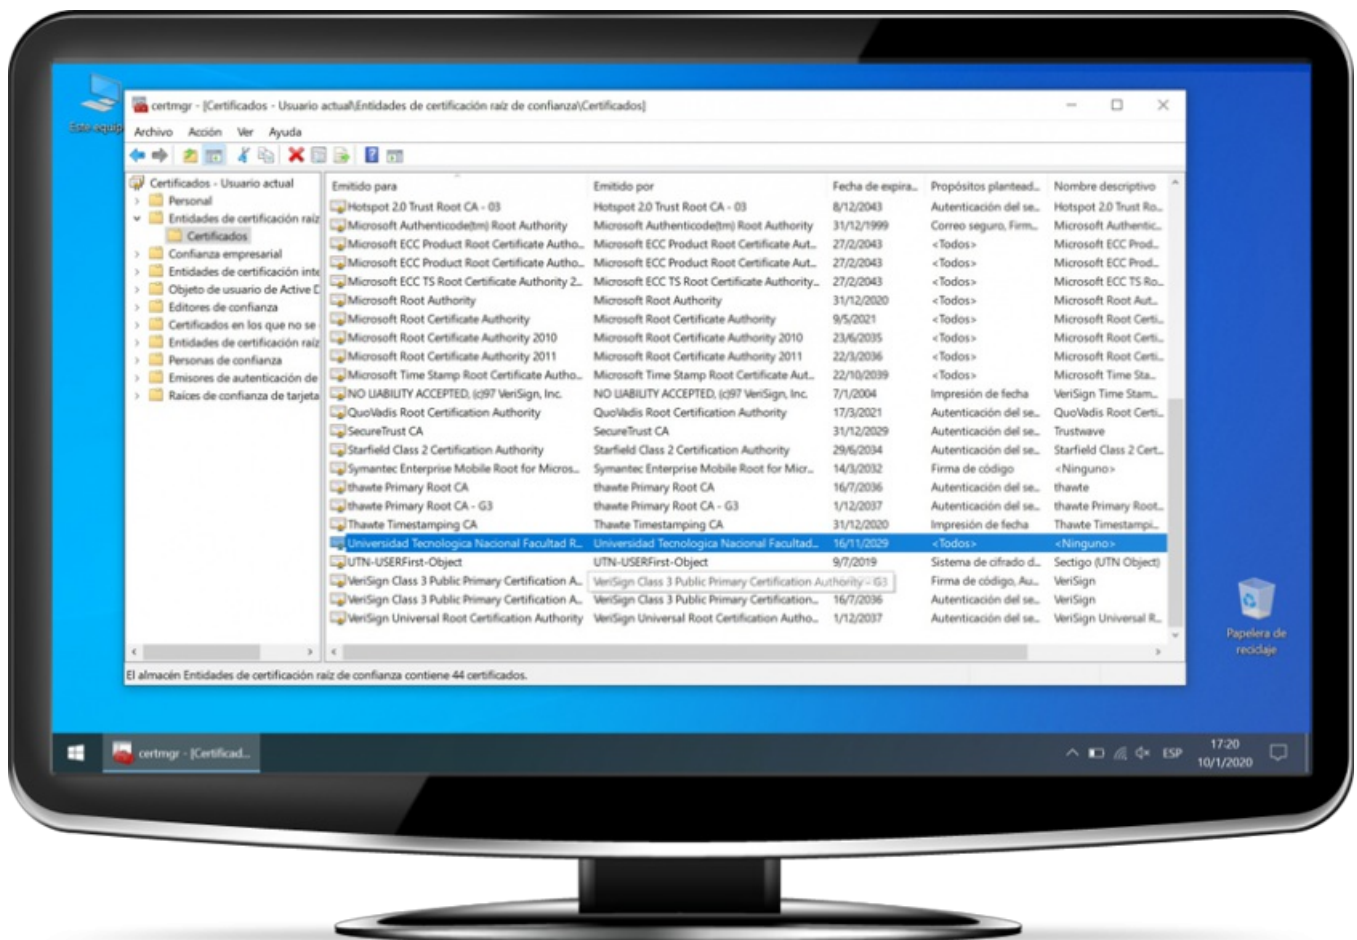 Este equip
certmgr - [Certificados - Usuario actual\Entidades de certificación raíz de confianza\Certificados]
Archivo Acción Ver Ayuda
Certificados - Usuario actual
Personal
Entidades de certificación raíz
Certificados
Confianza empresarial
Entidades de certificación inte
Objeto de usuario de Active D
Editores de confianza
Certificados en los que no se
Entidades de certificación raíz
Personas de confianza
Emisores de autenticación de
Raíces de confianza de tarjeta
Emitido para Emitido por Fecha de expira... Propósitos plantead... Nombre descriptivo
Hotspot 2.0 Trust Root CA - 03 Hotspot 2.0 Trust Root CA - 03 8/12/2043 Autenticación del se... Hotspot 2.0 Trust Ro...
Microsoft Authenticode(tm) Root Authority Microsoft Authenticode(tm) Root Authority 31/12/1999 Correo seguro, Firm... Microsoft Authentic...
Microsoft ECC Product Root Certificate Autho... Microsoft ECC Product Root Certificate Aut... 27/2/2043 <Todos> Microsoft ECC Prod...
Microsoft ECC Product Root Certificate Autho... Microsoft ECC Product Root Certificate Aut... 27/2/2043 <Todos> Microsoft ECC Prod...
Microsoft ECC TS Root Certificate Authority 2... Microsoft ECC TS Root Certificate Authority... 27/2/2043 <Todos> Microsoft ECC TS Ro...
Microsoft Root Authority Microsoft Root Authority 31/12/2020 <Todos> Microsoft Root Aut...
Microsoft Root Certificate Authority Microsoft Root Certificate Authority 9/5/2021 <Todos> Microsoft Root Certi...
Microsoft Root Certificate Authority 2010 Microsoft Root Certificate Authority 2010 23/6/2035 <Todos> Microsoft Root Certi...
Microsoft Root Certificate Authority 2011 Microsoft Root Certificate Authority 2011 22/3/2036 <Todos> Microsoft Root Certi...
Microsoft Time Stamp Root Certificate Autho... Microsoft Time Stamp Root Certificate Aut... 22/10/2039 <Todos> Microsoft Time Sta...
NO LIABILITY ACCEPTED, (c)97 VeriSign, Inc. NO LIABILITY ACCEPTED, (c)97 VeriSign, Inc. 7/1/2004 Impresión de fecha VeriSign Time Stam...
QuoVadis Root Certification Authority QuoVadis Root Certification Authority 17/3/2021 Autenticación del se... QuoVadis Root Certi...
SecureTrust CA SecureTrust CA 31/12/2029 Autenticación del se... Trustwave
Starfield Class 2 Certification Authority Starfield Class 2 Certification Authority 29/6/2034 Autenticación del se... Starfield Class 2 Cert...
Symantec Enterprise Mobile Root for Micros... Symantec Enterprise Mobile Root for Micr... 14/3/2032 Firma de código <Ninguno>
thawte Primary Root CA thawte Primary Root CA 16/7/2036 Autenticación del se... thawte
thawte Primary Root CA - G3 thawte Primary Root CA - G3 1/12/2037 Autenticación del se... thawte Primary Root...
Thawte Timestamping CA Thawte Timestamping CA 31/12/2020 Impresión de fecha Thawte Timestampi...
Universidad Tecnologica Nacional Facultad R... Universidad Tecnologica Nacional Facultad... 16/11/2029 <Todos> <Ninguno>
UTN-USERFirst-Object UTN-USERFirst-Object 9/7/2019 Sistema de cifrado d... Sectigo (UTN Object)
VeriSign Class 3 Public Primary Certification A... VeriSign Class 3 Public Primary Certification Authority - G3 Firma de código, Au... VeriSign
VeriSign Class 3 Public Primary Certification A... VeriSign Class 3 Public Primary Certification... 16/7/2036 Autenticación del se... VeriSign
VeriSign Universal Root Certification Authority VeriSign Universal Root Certification Autho... 1/12/2037 Autenticación del se... VeriSign Universal R...
El almacén Entidades de certificación raíz de confianza contiene 44 certificados.
Papelera de
reciclaje
certmgr - [Certificad...
ESP
17:20
10/1/2020